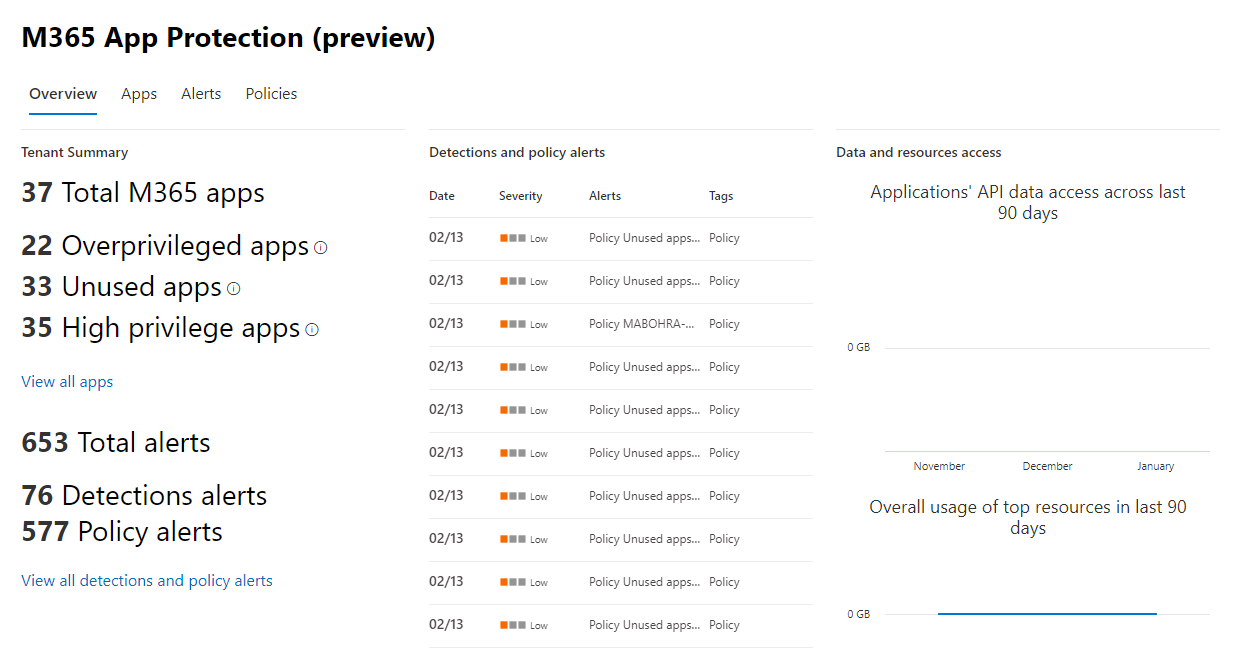 M365 App Protection (preview)
Overview Apps Alerts Policies
Tenant Summary
37 Total M365 apps
22 Overprivileged apps
33 Unused apps
35 High privilege apps
View all apps
653 Total alerts
76 Detections alerts
577 Policy alerts
View all detections and policy alerts
Detections and policy alerts
Date Severity Alerts Tags
02/13 Low Policy Unused apps... Policy
02/13 Low Policy Unused apps... Policy
02/13 Low Policy MABOHRA-... Policy
02/13 Low Policy Unused apps... Policy
02/13 Low Policy Unused apps... Policy
02/13 Low Policy Unused apps... Policy
02/13 Low Policy Unused apps... Policy
02/13 Low Policy Unused apps... Policy
02/13 Low Policy Unused apps... Policy
02/13 Low Policy Unused apps... Policy
Data and resources access
Applications' API data access across last
90 days
0 GB
November December January
Overall usage of top resources in last 90
days
0 GB